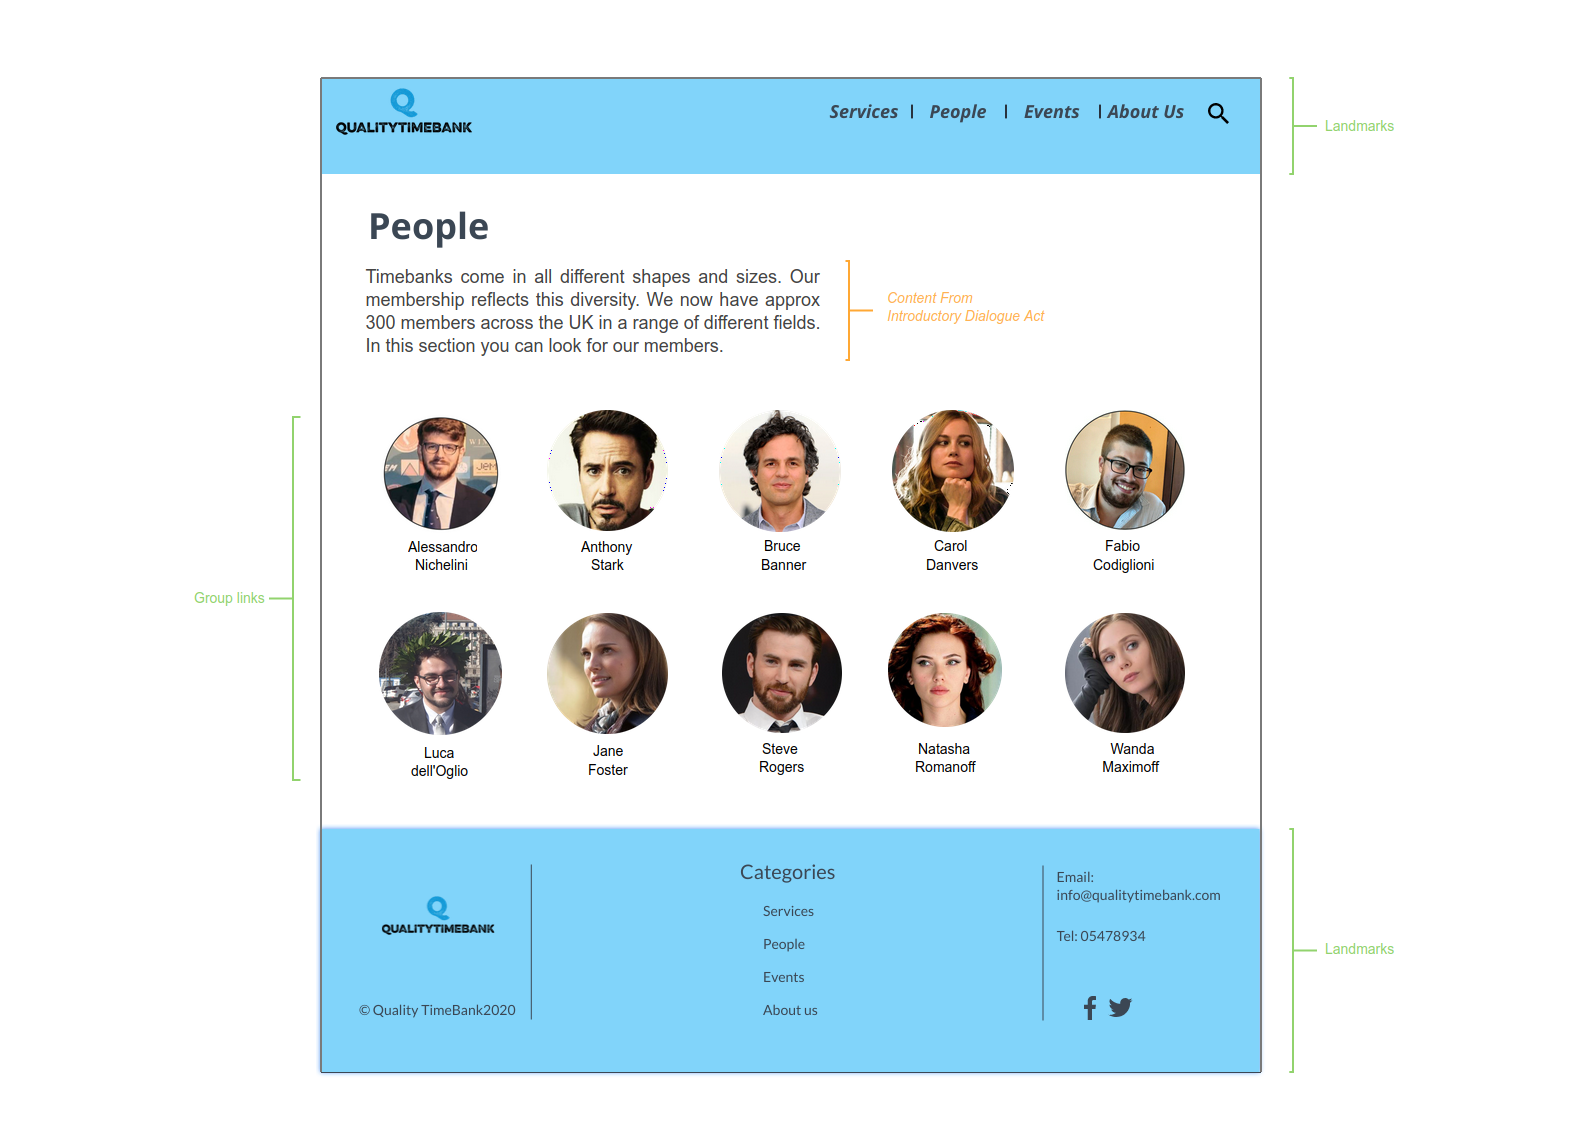 QUALITYTIMEBANK
Services | People | Events | About Us
Landmarks
People
Timebanks come in all different shapes and sizes. Our
membership reflects this diversity. We now have approx
300 members across the UK in a range of different fields.
In this section you can look for our members.
Content From
Introductory Dialogue Act
Group links
Alessandro
Nichelini
Anthony
Stark
Bruce
Banner
Carol
Danvers
Fabio
Codiglioni
Luca
dell'Oglio
Jane
Foster
Steve
Rogers
Natasha
Romanoff
Wanda
Maximoff
QUALITYTIMEBANK
© Quality TimeBank2020
Categories
Services
People
Events
About us
Email:
info@qualitytimebank.com
Tel: 05478934
Landmarks